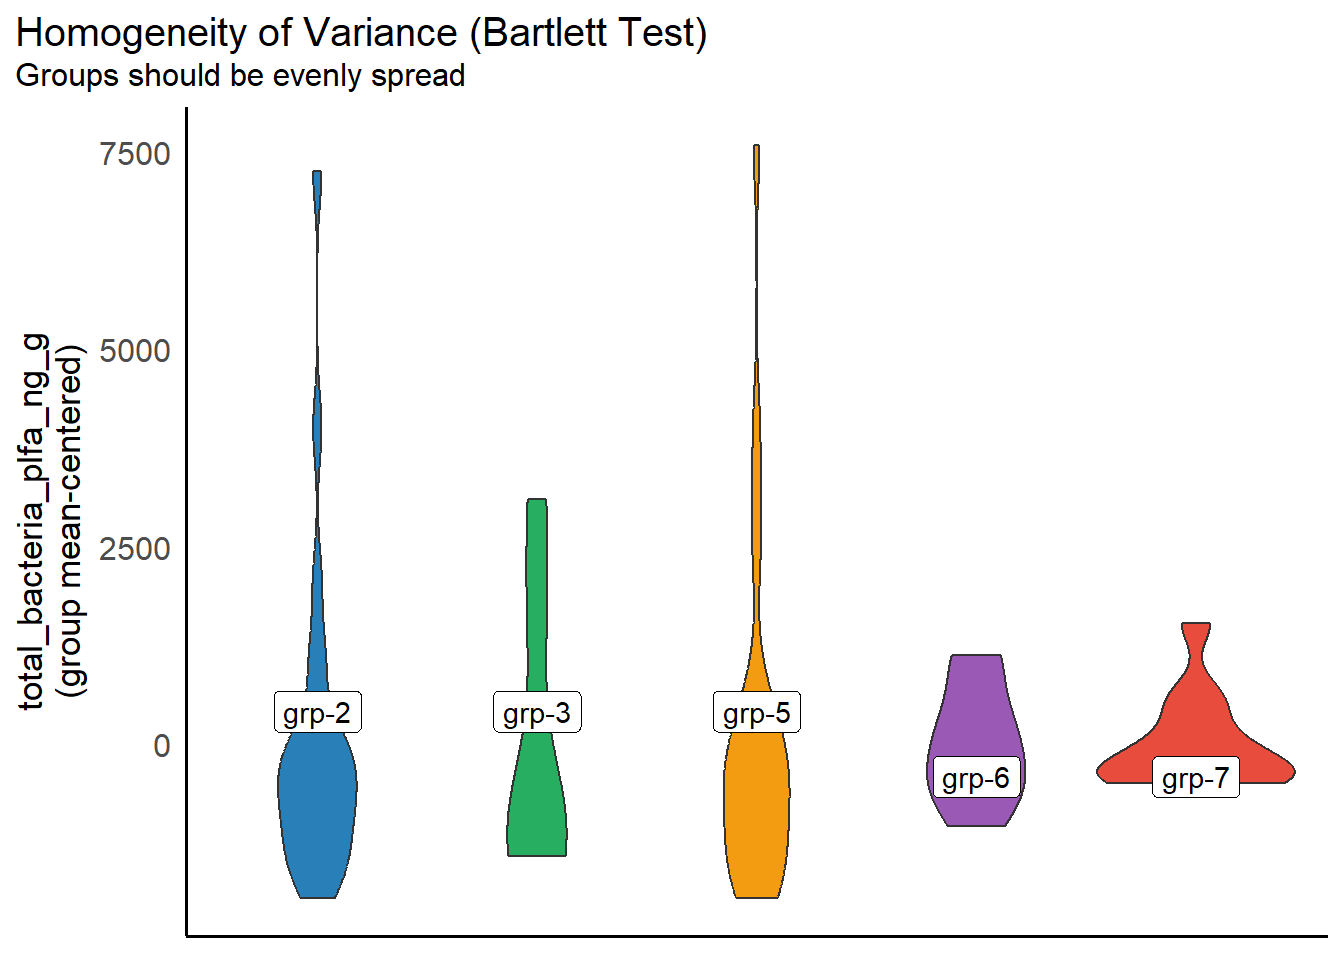 Homogeneity of Variance (Bartlett Test)
Groups should be evenly spread
total_bacteria_plfa_ng_g
(group mean-centered)
7500
5000
2500
0
grp-2
grp-3
grp-5
grp-6
grp-7